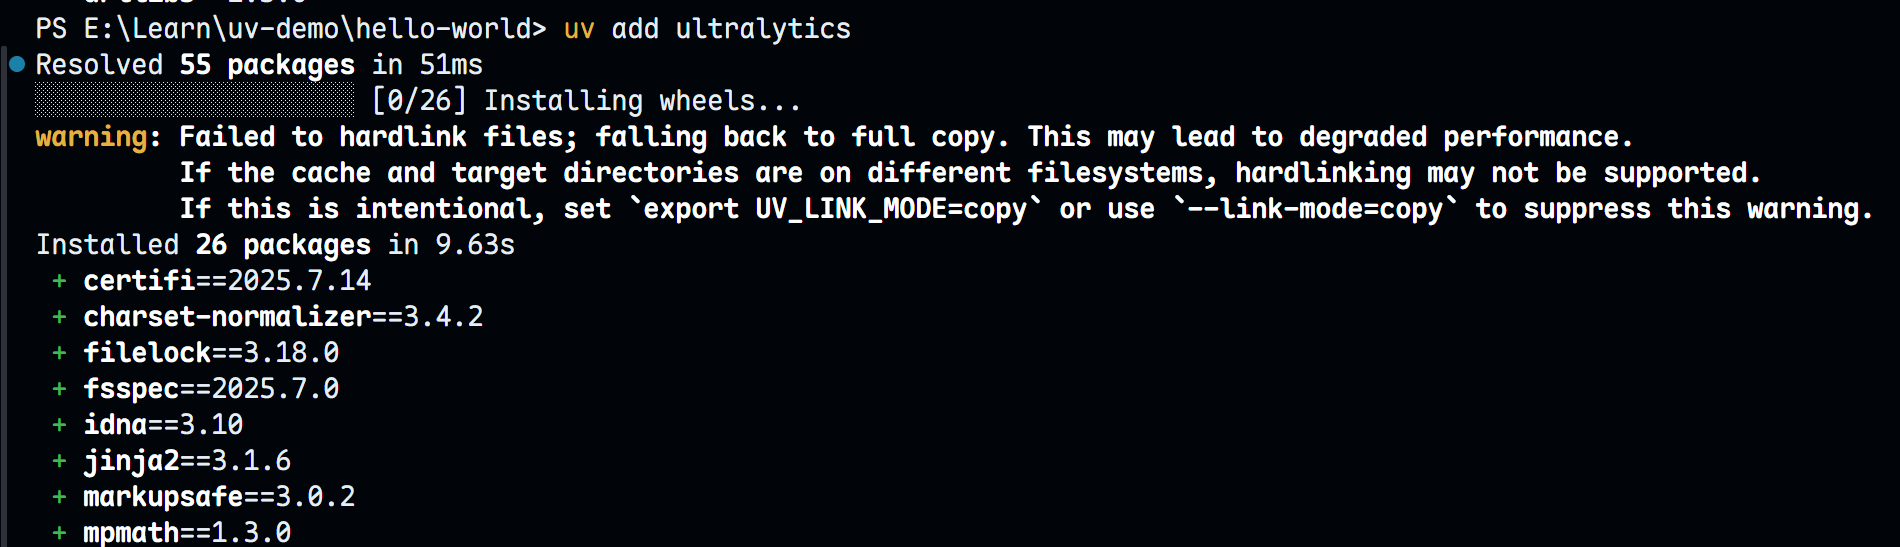 PS E:\Learn\uv-demo\hello-world> uv add ultralytics
Resolved 55 packages in 51ms
[0/26] Installing wheels...
warning: Failed to hardlink files; falling back to full copy. This may lead to degraded performance.
If the cache and target directories are on different filesystems, hardlinking may not be supported.
If this is intentional, set `export UV_LINK_MODE=copy` or use `--link-mode=copy` to suppress this warning.
Installed 26 packages in 9.63s
+ certifi==2025.7.14
+ charset-normalizer==3.4.2
+ filelock==3.18.0
+ fsspec==2025.7.0
+ idna==3.10
+ jinja2==3.1.6
+ markupsafe==3.0.2
+ mpmath==1.3.0